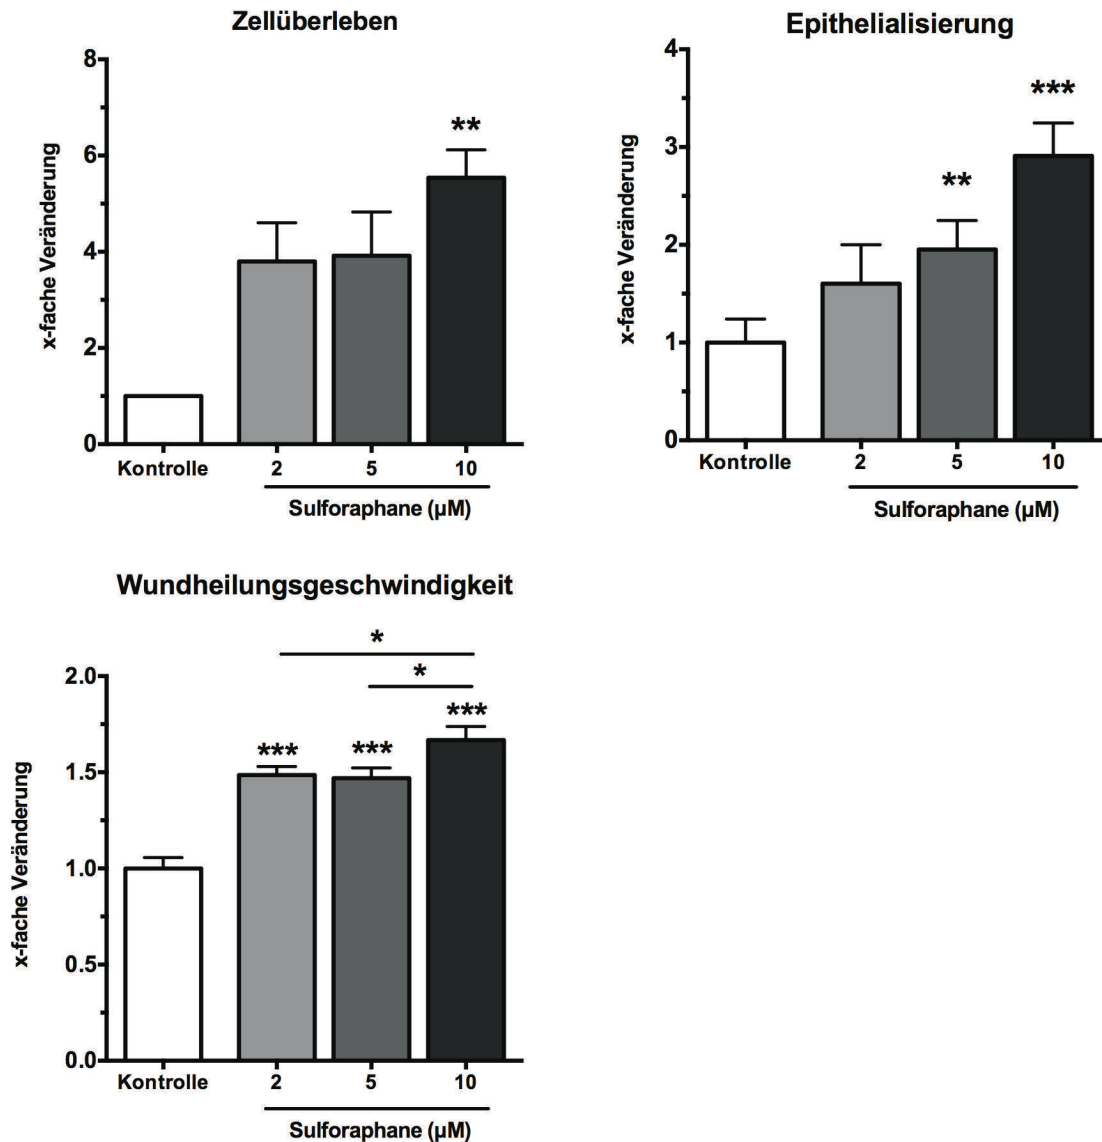 Zellüberleben
x-fache Veränderung
8
6
4
2
0
**
Kontrolle 2 5 10
Sulforaphane (µM)
Epithelialisierung
x-fache Veränderung
4
3
2
1
0
**
***
Kontrolle 2 5 10
Sulforaphane (µM)
Wundheilungsgeschwindigkeit
x-fache Veränderung
2.0
1.5
1.0
0.5
0.0
*
*
*** *** ***
Kontrolle 2 5 10
Sulforaphane (µM)